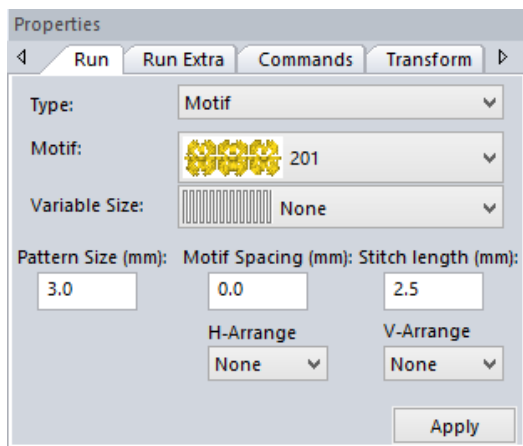 Properties
Run Run Extra Commands Transform
Type: Motif
Motif: 201
Variable Size: None
Pattern Size (mm): Motif Spacing (mm): Stitch length (mm):
3.0 0.0 2.5
H-Arrange V-Arrange
None None
Apply